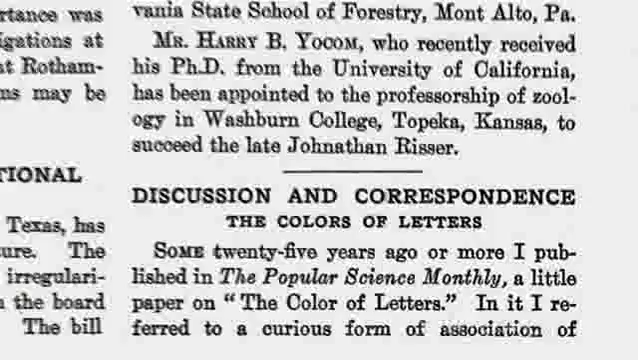 rtance was
igations at
at Rotham-
ns may be
TIONAL
Texas, has
ure. The
irregulari-
the board
The bill
vania State School of Forestry, Mont Alto, Pa.
MR. HARRY B. YOCOM, who recently received
his Ph.D. from the University of California,
has been appointed to the professorship of zool-
ogy in Washburn College, Topeka, Kansas, to
succeed the late Johnathan Risser.
DISCUSSION AND CORRESPONDENCE
THE COLORS OF LETTERS
SOME twenty-five years ago or more I pub-
lished in The Popular Science Monthly, a little
paper on "The Color of Letters." In it I re-
ferred to a curious form of association of